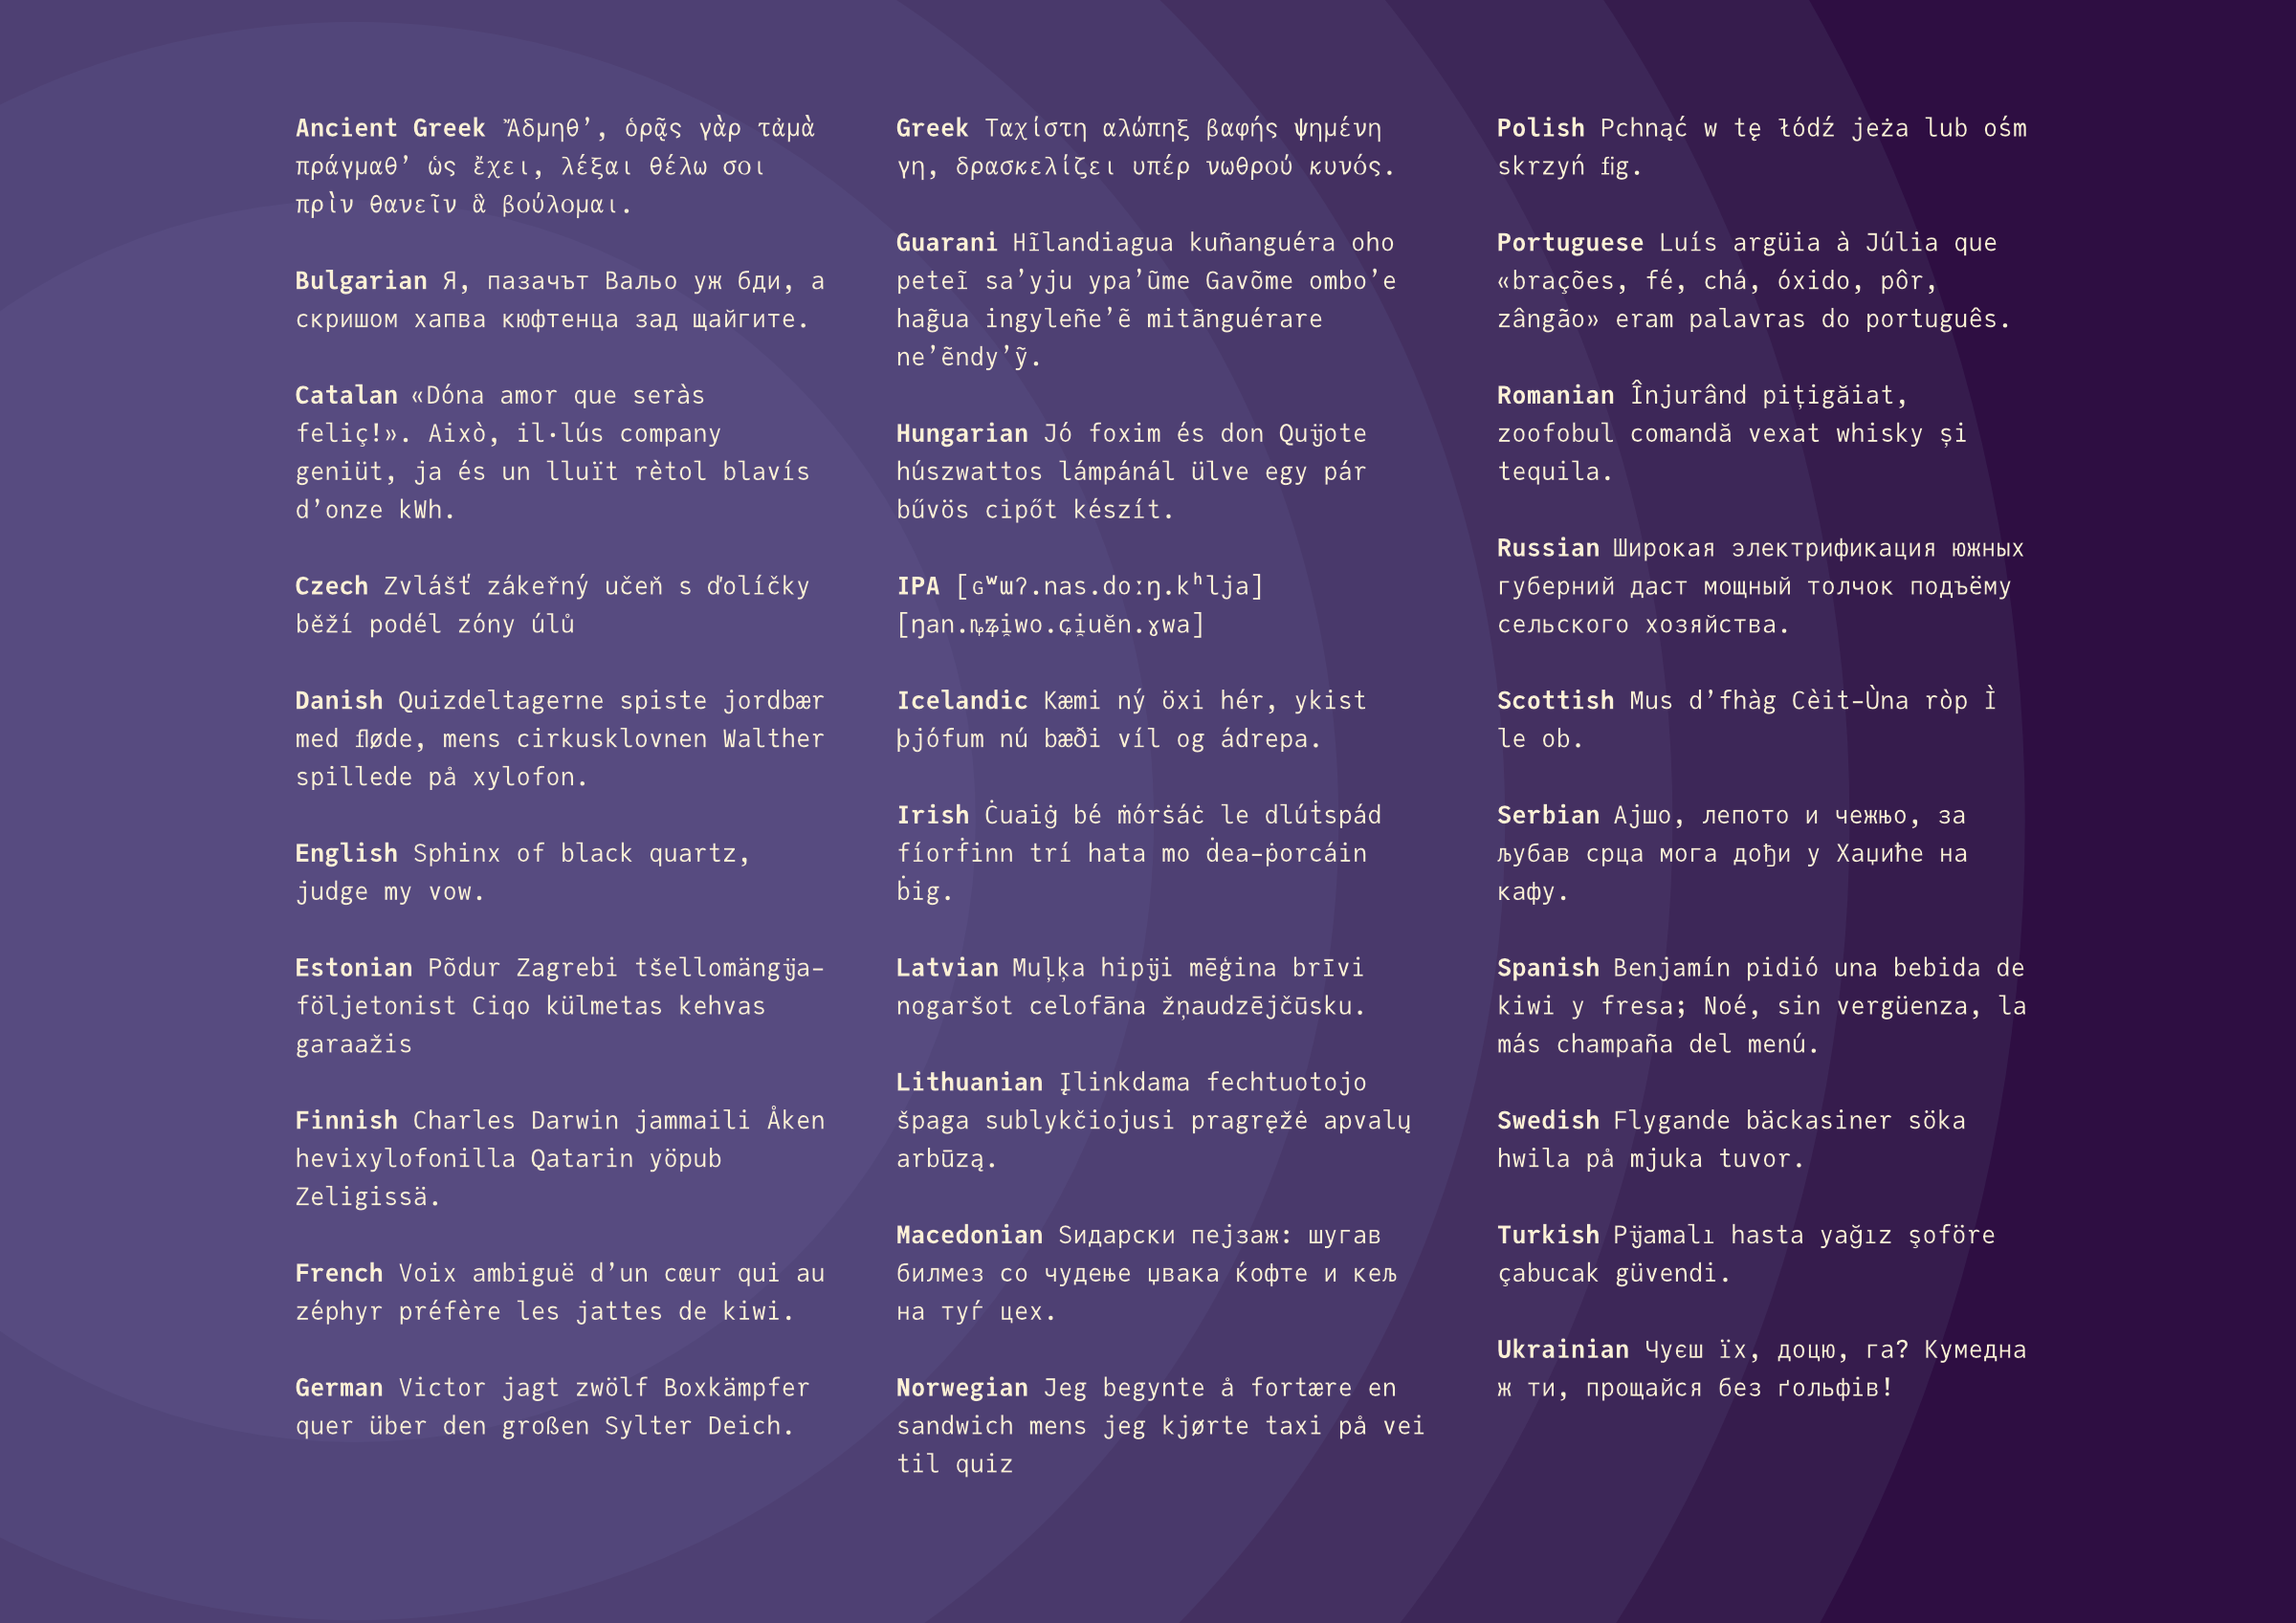 Ancient Greek Ἄδμηθ’, ὁρᾷς γὰρ τἀμὰ
πράγμαθ’ ὡς ἔχει, λέξαι θέλω σοι
πρὶν θανεῖν ἃ βούλομαι.
Bulgarian Я, пазачът Вальо уж бди, а
скришом хапва кюфтенца зад щайгите.
Catalan «Dóna amor que seràs
feliç!». Això, il·lús company
geniüt, ja és un lluït rètol blavís
d’onze kWh.
Czech Zvlášť zákeřný učeň s ďolíčky
běží podél zóny úlů
Danish Quizdeltagerne spiste jordbær
med fløde, mens cirkusklovnen Walther
spillede på xylofon.
English Sphinx of black quartz,
judge my vow.
Estonian Põdur Zagrebi tšellomängija-
följetonist Ciqo külmetas kehvas
garaažis
Finnish Charles Darwin jammaili Åken
hevixylofonilla Qatarin yöpub
Zeligissä.
French Voix ambiguë d’un cœur qui au
zéphyr préfère les jattes de kiwi.
German Victor jagt zwölf Boxkämpfer
quer über den großen Sylter Deich.
Greek Ταχίστη αλώπηξ βαφής ψημένη
γη, δρασκελίζει υπέρ νωθρού κυνός.
Guarani Hĩlandiagua kuñanguéra oho
peteĩ sa’yju ypa’ũme Gavõme ombo’e
hag̃ua ingyleñe’ẽ mitãnguérare
ne’ẽndy’ỹ.
Hungarian Jó foxim és don Quijote
húszwattos lámpánál ülve egy pár
bűvös cipőt készít.
IPA [ɢʷɯʔ.nas.doːŋ.kʰlja]
[ŋan.ȵʑi̯wo.ɕi̯uĕn.ɣwa]
Icelandic Kæmi ný öxi hér, ykist
þjófum nú bæði víl og ádrepa.
Irish Ċuaiġ bé ṁórṡáċ le dlúṫspád
fíorḟinn trí hata mo ḋea-ṗorcáin
ḃig.
Latvian Muļķa hipiji mēģina brīvi
nogaršot celofāna žņaudzējčūsku.
Lithuanian Įlinkdama fechtuotojo
špaga sublykčiojusi pragręžė apvalų
arbūzą.
Macedonian Ѕидарски пејзаж: шугав
билмез со чудење џвака ќофте и кељ
на туѓ цех.
Norwegian Jeg begynte å fortære en
sandwich mens jeg kjørte taxi på vei
til quiz
Polish Pchnąć w tę łódź jeża lub ośm
skrzyń fig.
Portuguese Luís argüia à Júlia que
«brações, fé, chá, óxido, pôr,
zângão» eram palavras do português.
Romanian Înjurând pițigăiat,
zoofobul comandă vexat whisky și
tequila.
Russian Широкая электрификация южных
губерний даст мощный толчок подъёму
сельского хозяйства.
Scottish Mus d’fhàg Cèit-Ùna ròp Ì
le ob.
Serbian Ајшо, лепото и чежњо, за
љубав срца мога дођи у Хаџиће на
кафу.
Spanish Benjamín pidió una bebida de
kiwi y fresa; Noé, sin vergüenza, la
más champaña del menú.
Swedish Flygande bäckasiner söka
hwila på mjuka tuvor.
Turkish Pijamalı hasta yağız şoföre
çabucak güvendi.
Ukrainian Чуєш їх, доцю, га? Кумедна
ж ти, прощайся без ґольфів!